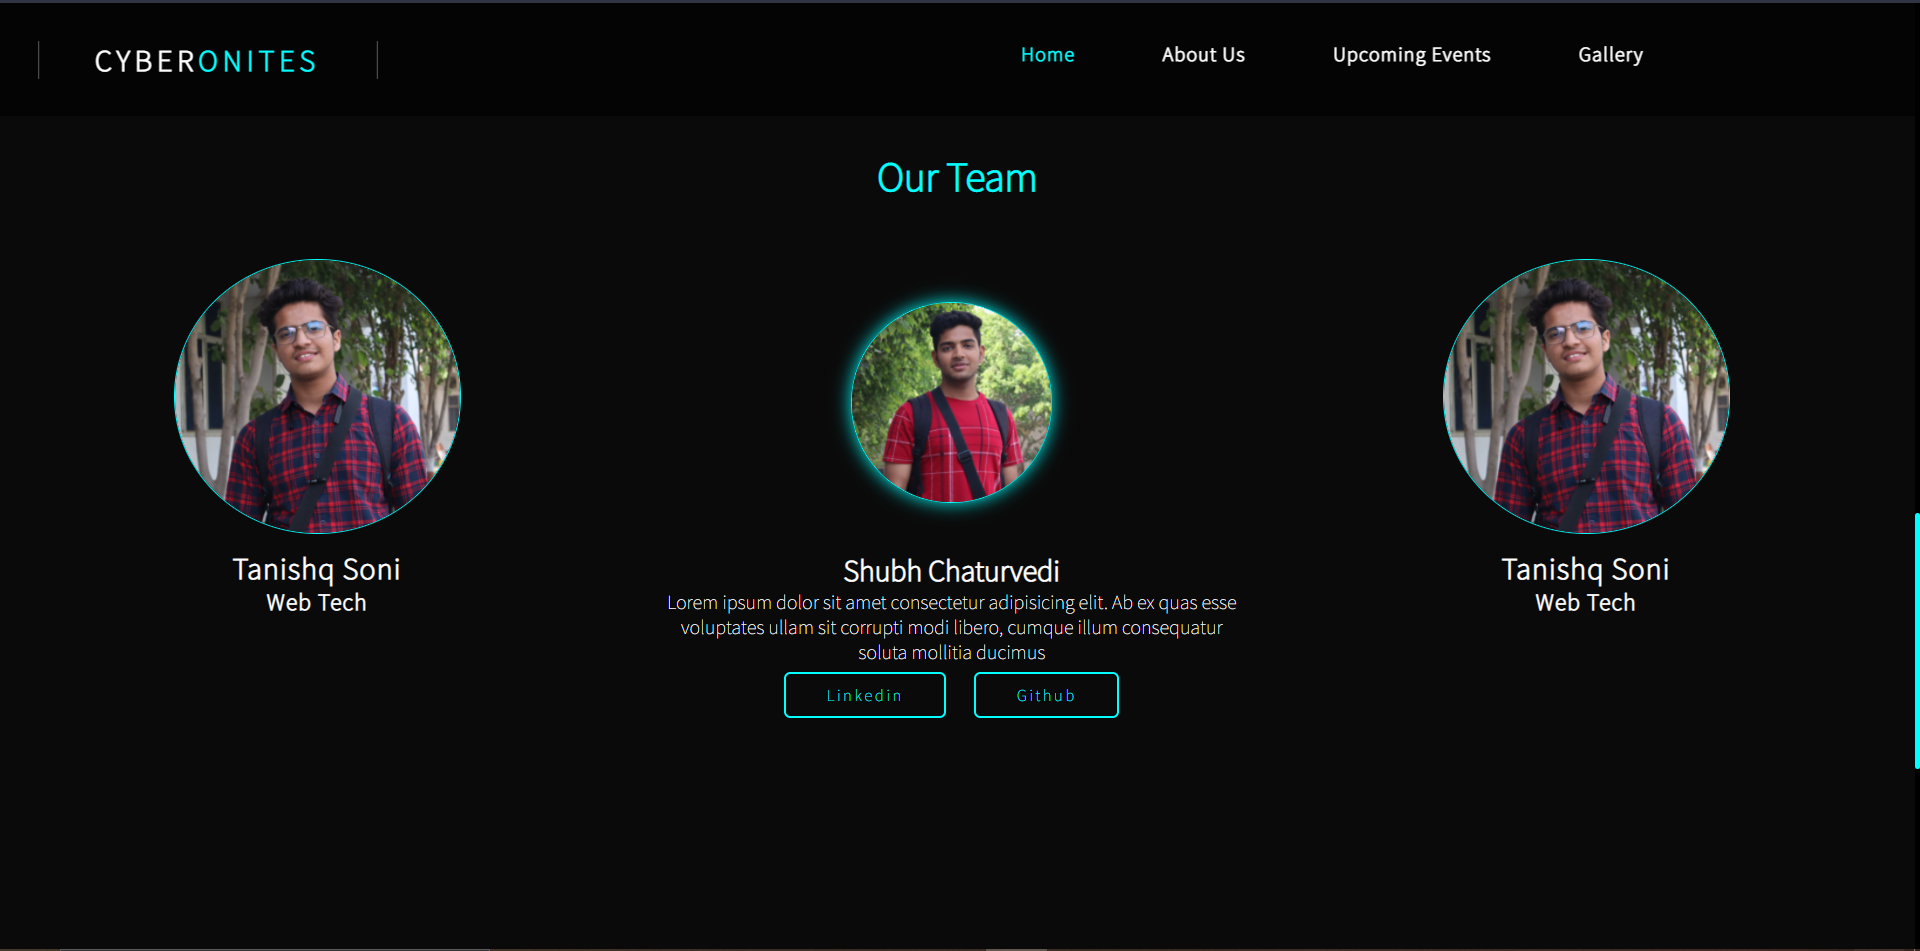 CYBERONITES
Home About Us Upcoming Events Gallery
Our Team
Tanishq Soni
Web Tech
Shubh Chaturvedi
Lorem ipsum dolor sit amet consectetur adipisicing elit. Ab ex quas esse
voluptates ullam sit corrupti modi libero, cumque illum consequatur
soluta mollitia ducimus
Linkedin Github
Tanishq Soni
Web Tech